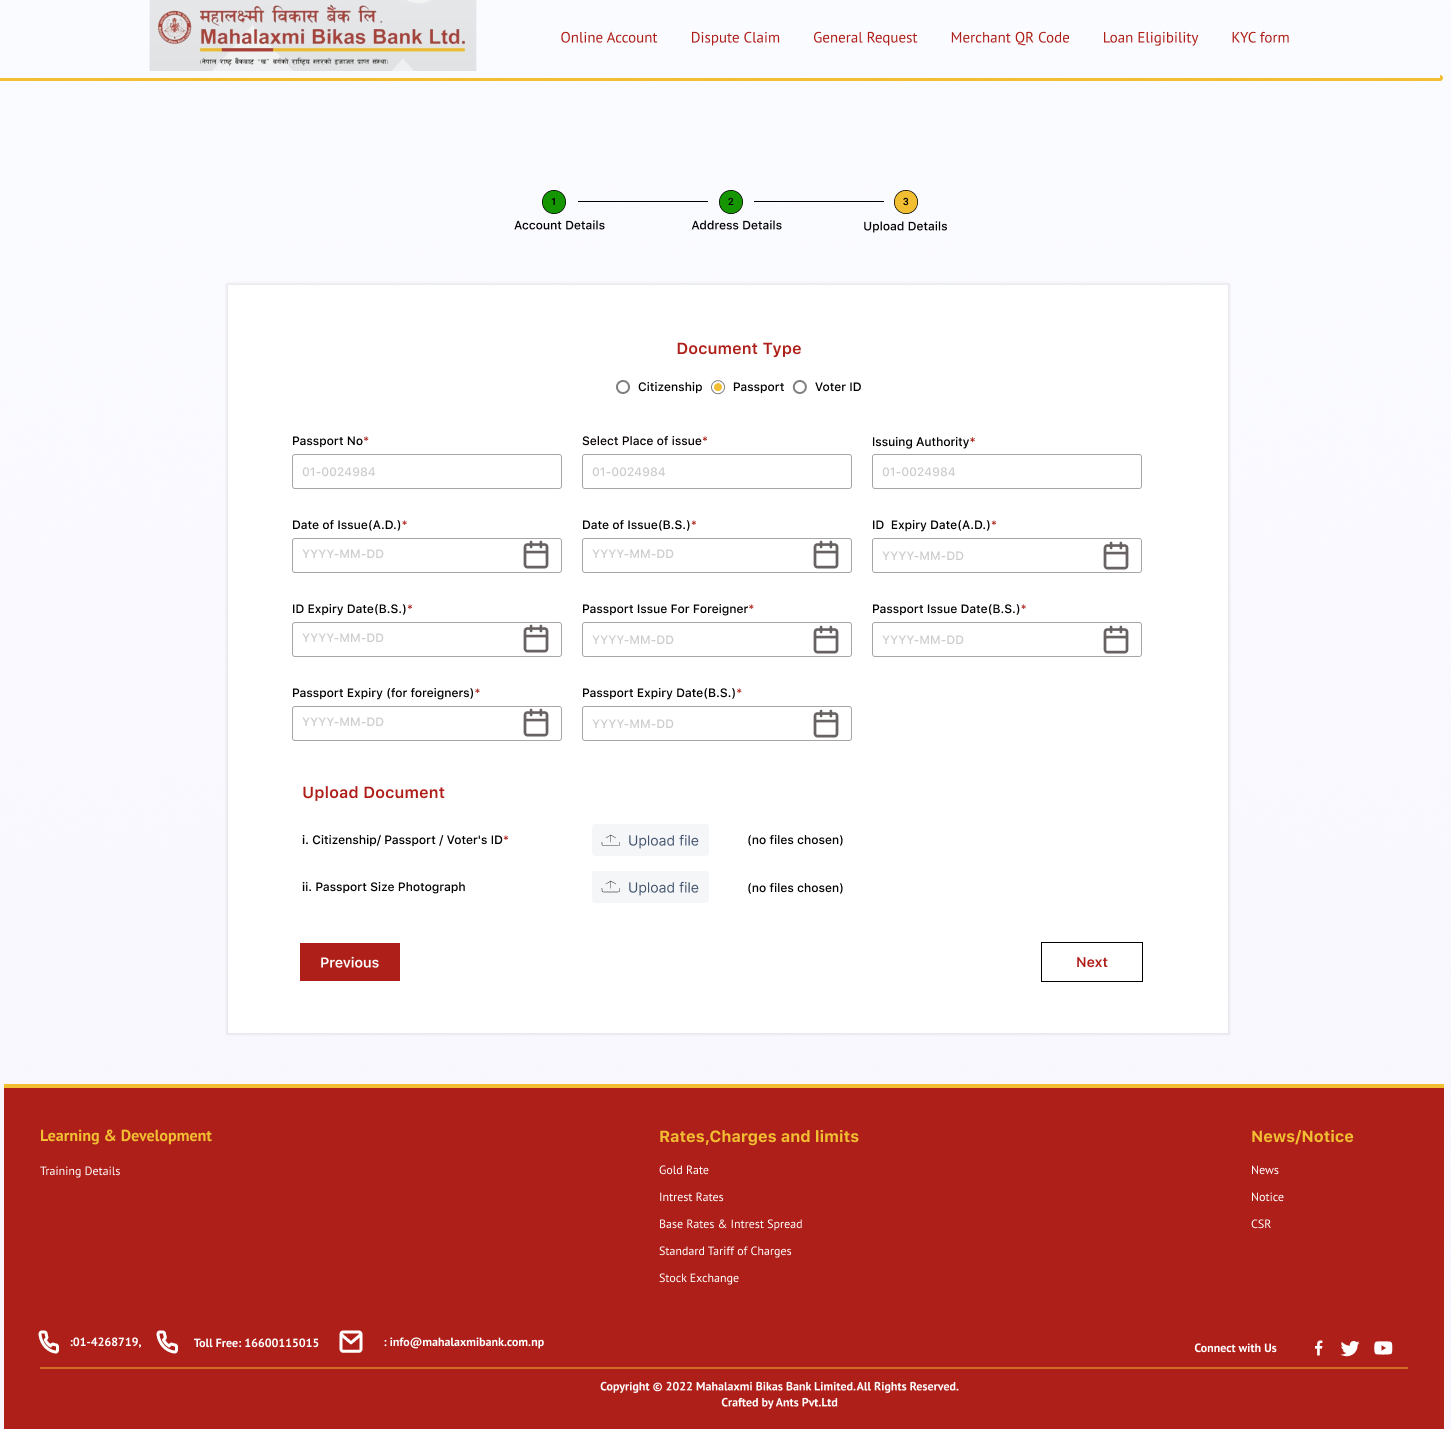 महालक्ष्मी विकास बैंक लि.
Mahalaxmi Bikas Bank Ltd.
(नेपाल राष्ट्र बैंकबाट 'ख' वर्गको राष्ट्रिय स्तरको इजाजत प्राप्त संस्था)
Online Account
Dispute Claim
General Request
Merchant QR Code
Loan Eligibility
KYC form
1
2
3
Account Details
Address Details
Upload Details
Document Type
Citizenship
Passport
Voter ID
Passport No*
Select Place of issue*
Issuing Authority*
01-0024984
01-0024984
01-0024984
Date of Issue(A.D.)*
Date of Issue(B.S.)*
ID Expiry Date(A.D.)*
YYYY-MM-DD
YYYY-MM-DD
YYYY-MM-DD
ID Expiry Date(B.S.)*
Passport Issue For Foreigner*
Passport Issue Date(B.S.)*
YYYY-MM-DD
YYYY-MM-DD
YYYY-MM-DD
Passport Expiry (for foreigners)*
Passport Expiry Date(B.S.)*
YYYY-MM-DD
YYYY-MM-DD
Upload Document
i. Citizenship/ Passport / Voter's ID*
Upload file
(no files chosen)
ii. Passport Size Photograph
Upload file
(no files chosen)
Previous
Next
Learning & Development
Training Details
Rates,Charges and limits
Gold Rate
Intrest Rates
Base Rates & Intrest Spread
Standard Tariff of Charges
Stock Exchange
News/Notice
News
Notice
CSR
:01-4268719,
Toll Free: 16600115015
: info@mahalaxmibank.com.np
Connect with Us
Copyright © 2022 Mahalaxmi Bikas Bank Limited.All Rights Reserved.
Crafted by Ants Pvt.Ltd